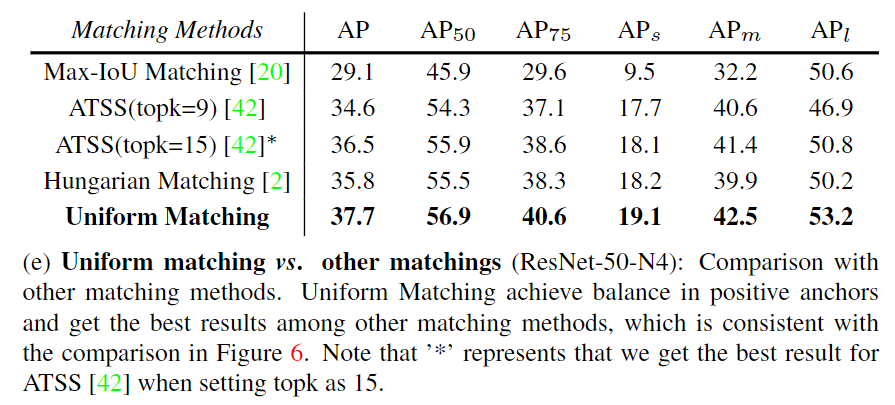 Matching Methods AP AP50 AP75 APs APm APl
Max-IoU Matching [20] 29.1 45.9 29.6 9.5 32.2 50.6
ATSS(topk=9) [42] 34.6 54.3 37.1 17.7 40.6 46.9
ATSS(topk=15) [42]* 36.5 55.9 38.6 18.1 41.4 50.8
Hungarian Matching [2] 35.8 55.5 38.3 18.2 39.9 50.2
Uniform Matching 37.7 56.9 40.6 19.1 42.5 53.2
(e) Uniform matching vs. other matchings (ResNet-50-N4): Comparison with
other matching methods. Uniform Matching achieve balance in positive anchors
and get the best results among other matching methods, which is consistent with
the comparison in Figure 6. Note that ’*’ represents that we get the best result for
ATSS [42] when setting topk as 15.